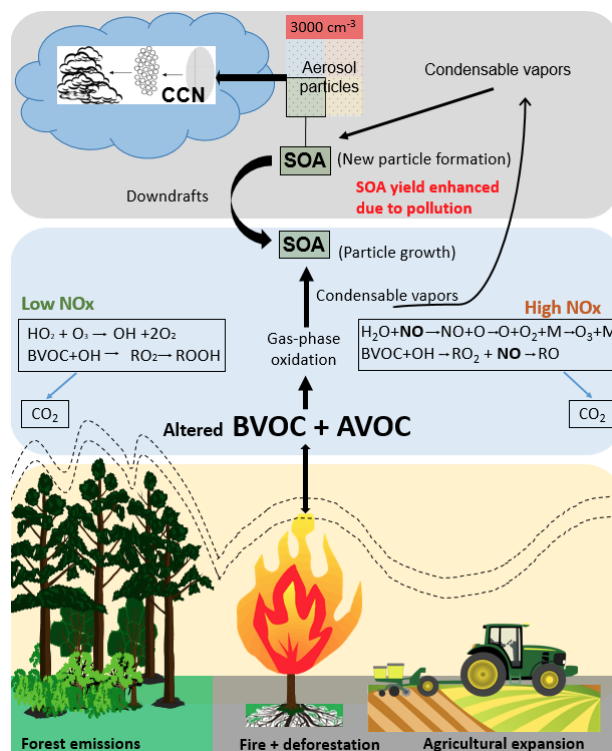 3000 cm⁻³
Aerosol
particles
CCN
Condensable vapors
SOA
(New particle formation)
SOA yield enhanced
due to pollution
Downdrafts
SOA
(Particle growth)
Condensable vapors
Low NOx
HO₂ + O₃ → OH +2O₂
BVOC+OH → RO₂→ ROOH
CO₂
Gas-phase
oxidation
High NOx
H₂O+NO→NO+O→O+O₂+M→O₃+M
BVOC+OH→RO₂ + NO→RO
CO₂
Altered BVOC + AVOC
Forest emissions
Fire + deforestation
Agricultural expansion